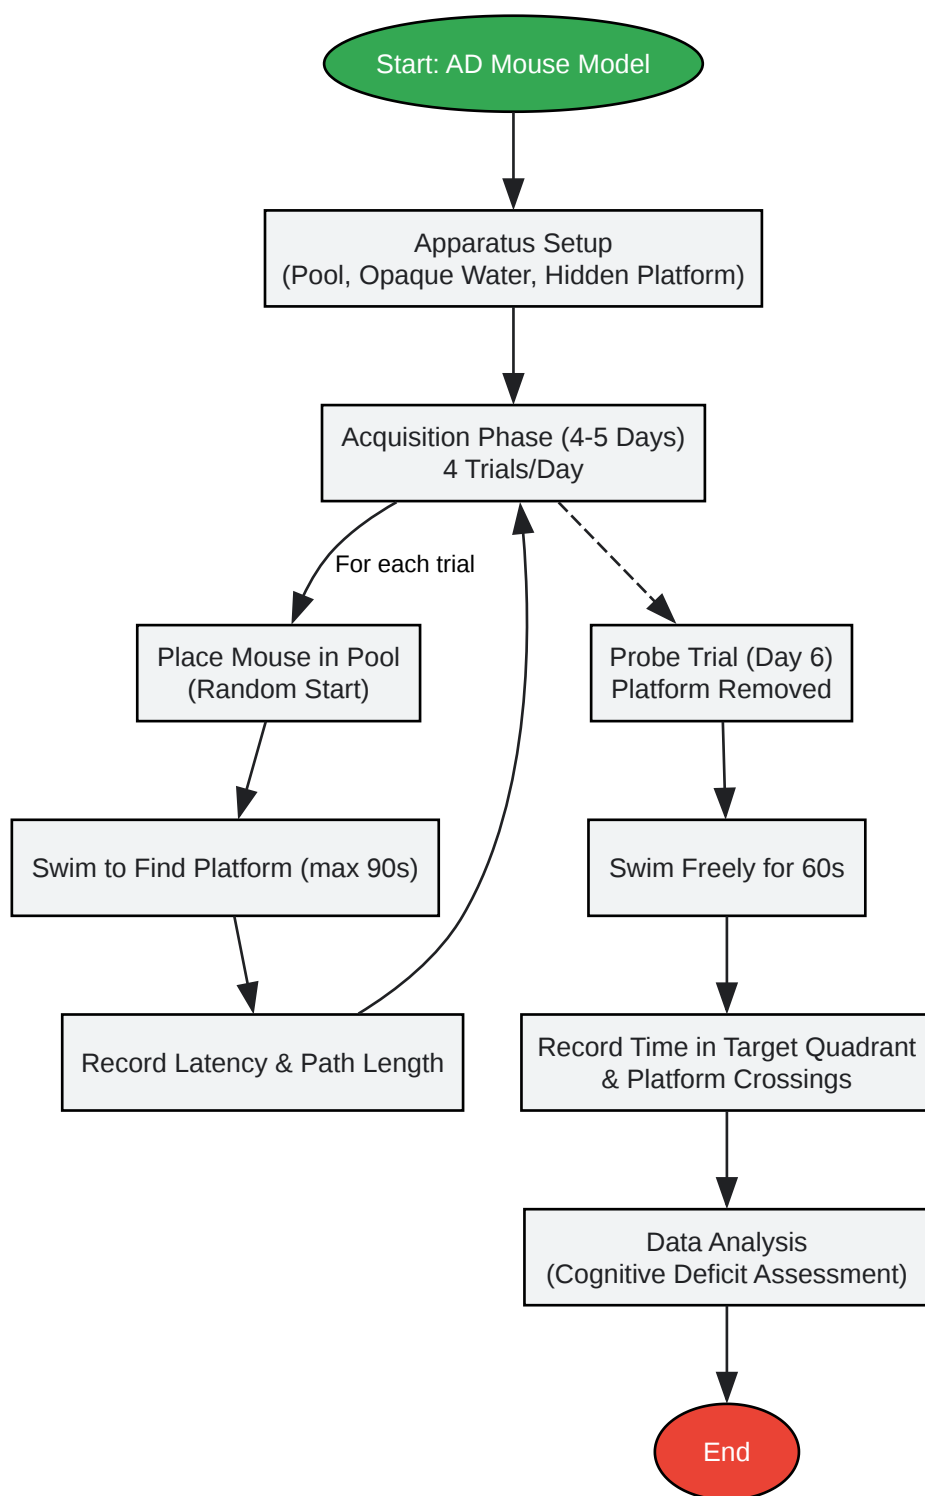 Start: AD Mouse Model
Apparatus Setup
(Pool, Opaque Water, Hidden Platform)
Acquisition Phase (4-5 Days)
4 Trials/Day
For each trial
Place Mouse in Pool
(Random Start)
Probe Trial (Day 6)
Platform Removed
Swim to Find Platform (max 90s)
Swim Freely for 60s
Record Latency & Path Length
Record Time in Target Quadrant
& Platform Crossings
Data Analysis
(Cognitive Deficit Assessment)
End